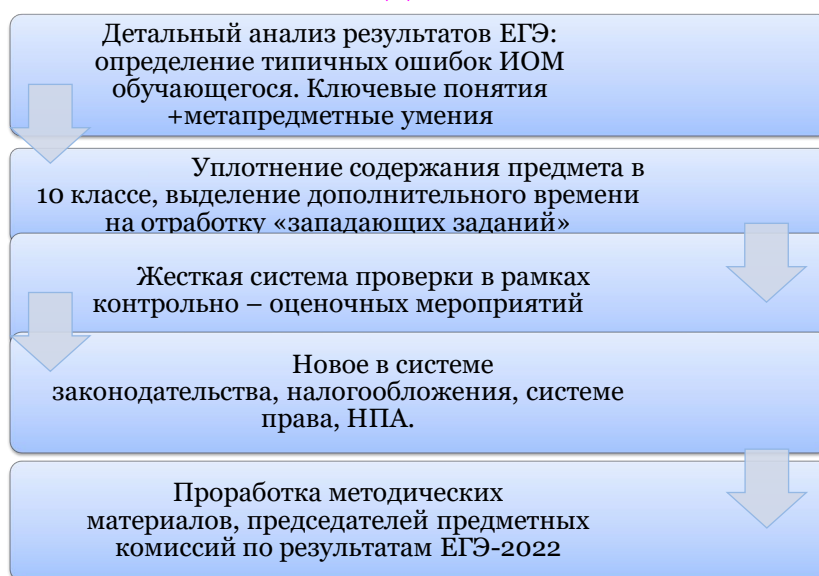 Детальный анализ результатов ЕГЭ:
определение типичных ошибок ИОМ
обучающегося. Ключевые понятия
+метапредметные умения
Уплотнение содержания предмета в
10 классе, выделение дополнительного времени
на отработку «западающих заданий»
Жесткая система проверки в рамках
контрольно – оценочных мероприятий
Новое в системе
законодательства, налогообложения, системе
права, НПА.
Проработка методических
материалов, председателей предметных
комиссий по результатам ЕГЭ-2022